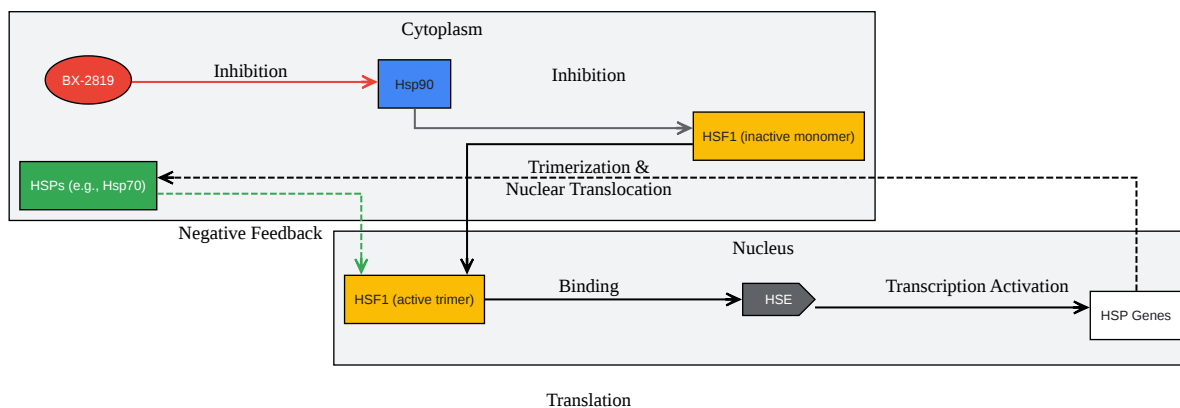 Cytoplasm
BX-2819
Inhibition
Hsp90
Inhibition
HSF1 (inactive monomer)
HSPs (e.g., Hsp70)
Trimerization &
Nuclear Translocation
Negative Feedback
Nucleus
HSF1 (active trimer)
Binding
HSE
Transcription Activation
HSP Genes
Translation